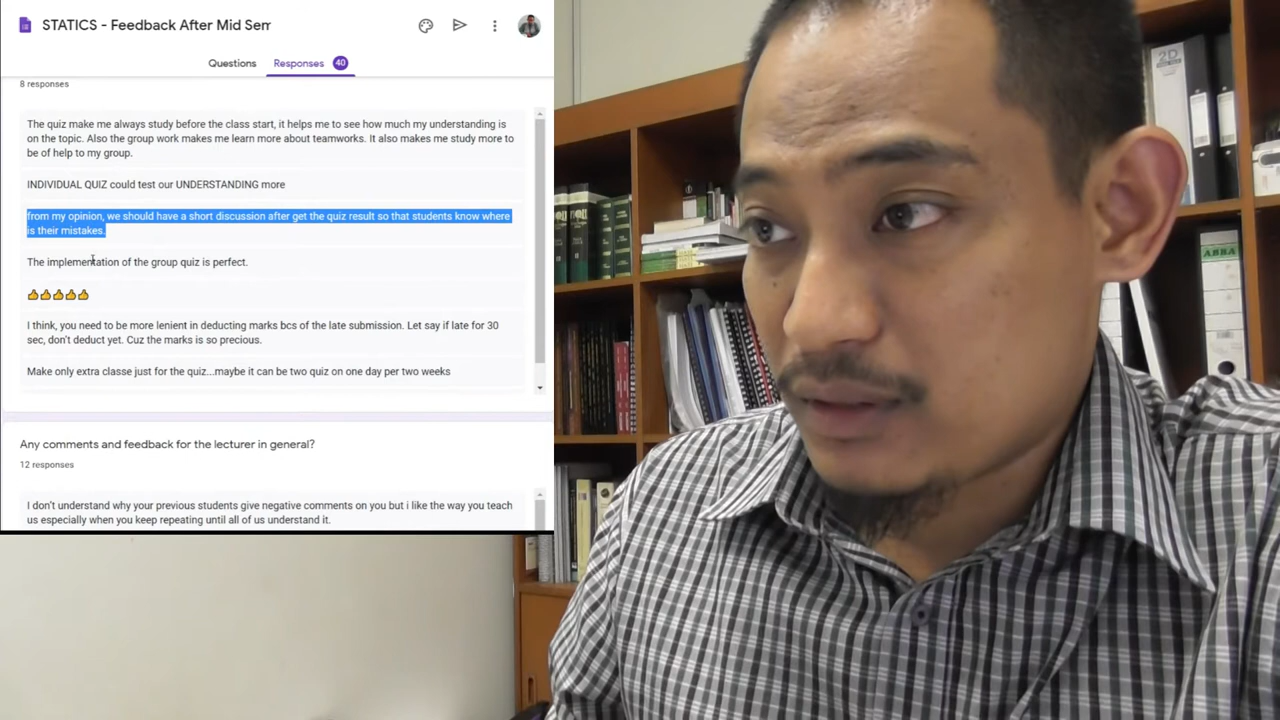 STATICS - Feedback After Mid Sem
Questions
Responses 40
8 responses
The quiz make me always study before the class start, it helps me to see how much my understanding is
on the topic. Also the group work makes me learn more about teamworks. It also makes me study more to
be of help to my group.
INDIVIDUAL QUIZ could test our UNDERSTANDING more
from my opinion, we should have a short discussion after get the quiz result so that students know where
is their mistakes.
The implementation of the group quiz is perfect.
👍👍👍👍👍
I think, you need to be more lenient in deducting marks bcs of the late submission. Let say if late for 30
sec, don't deduct yet. Cuz the marks is so precious.
Make only extra classe just for the quiz...maybe it can be two quiz on one day per two weeks
Any comments and feedback for the lecturer in general?
12 responses
I don't understand why your previous students give negative comments on you but i like the way you teach
us especially when you keep repeating until all of us understand it.
2D
ABBA